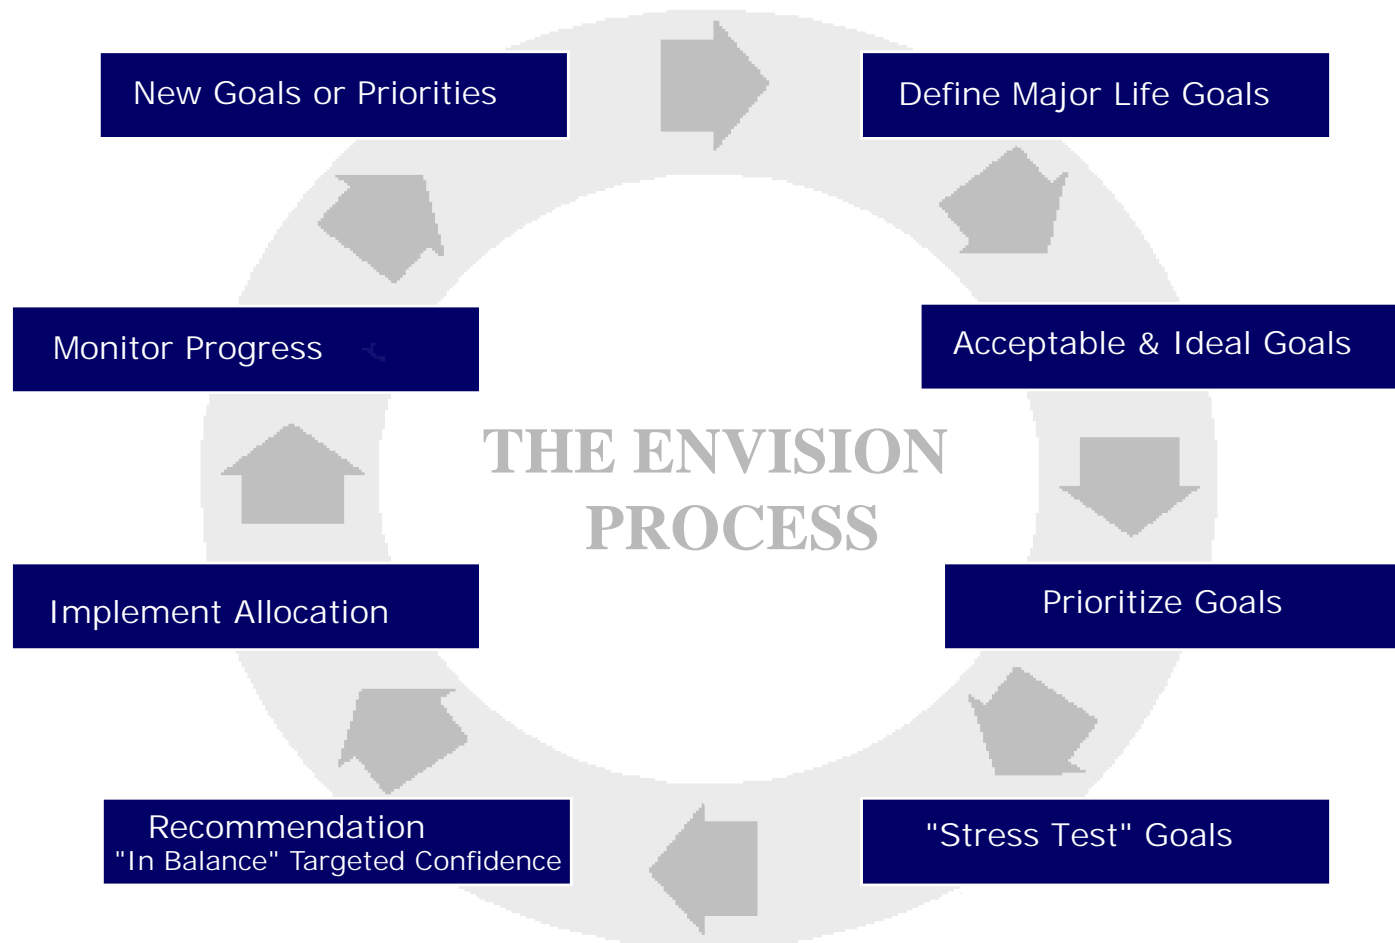 New Goals or Priorities
Define Major Life Goals
Monitor Progress
Acceptable & Ideal Goals
THE ENVISION
PROCESS
Implement Allocation
Prioritize Goals
Recommendation
"In Balance" Targeted Confidence
"Stress Test" Goals